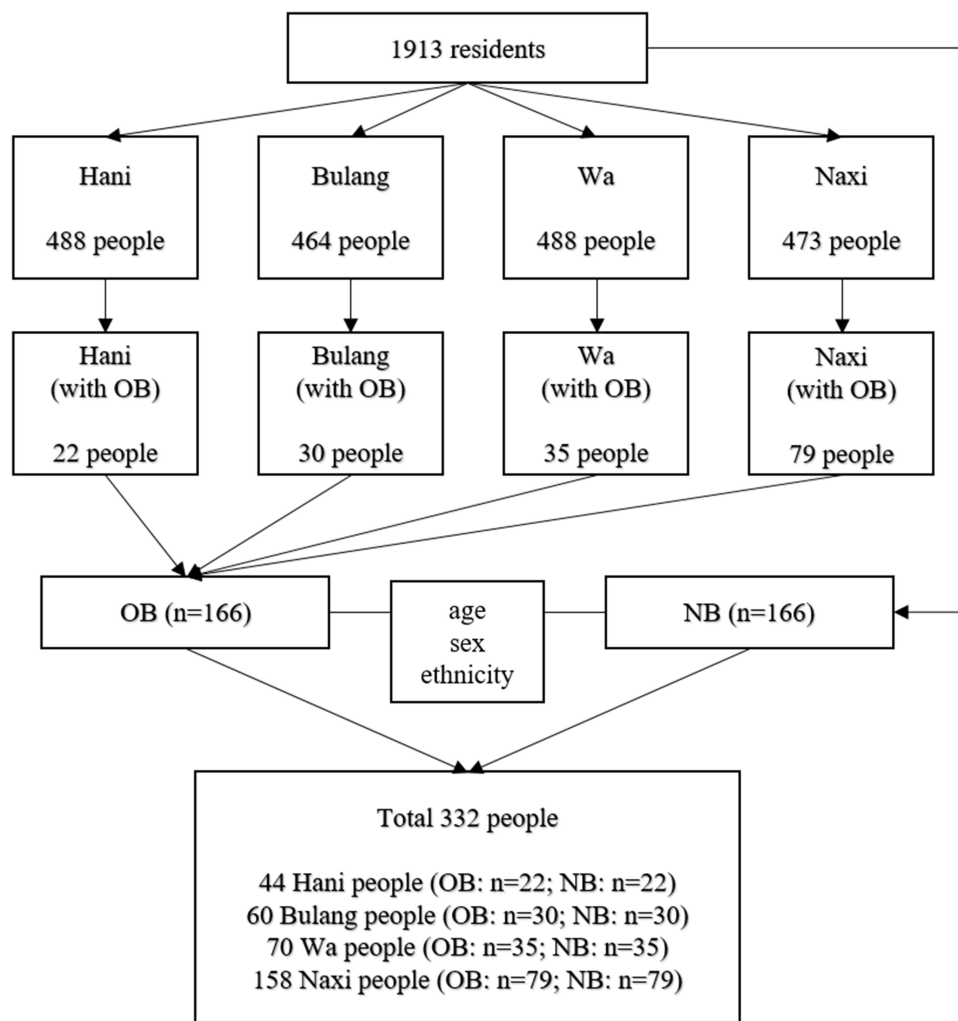 1913 residents
Hani
488 people
Bulang
464 people
Wa
488 people
Naxi
473 people
Hani
(with OB)
22 people
Bulang
(with OB)
30 people
Wa
(with OB)
35 people
Naxi
(with OB)
79 people
OB (n=166)
age
sex
ethnicity
NB (n=166)
Total 332 people
44 Hani people (OB: n=22; NB: n=22)
60 Bulang people (OB: n=30; NB: n=30)
70 Wa people (OB: n=35; NB: n=35)
158 Naxi people (OB: n=79; NB: n=79)